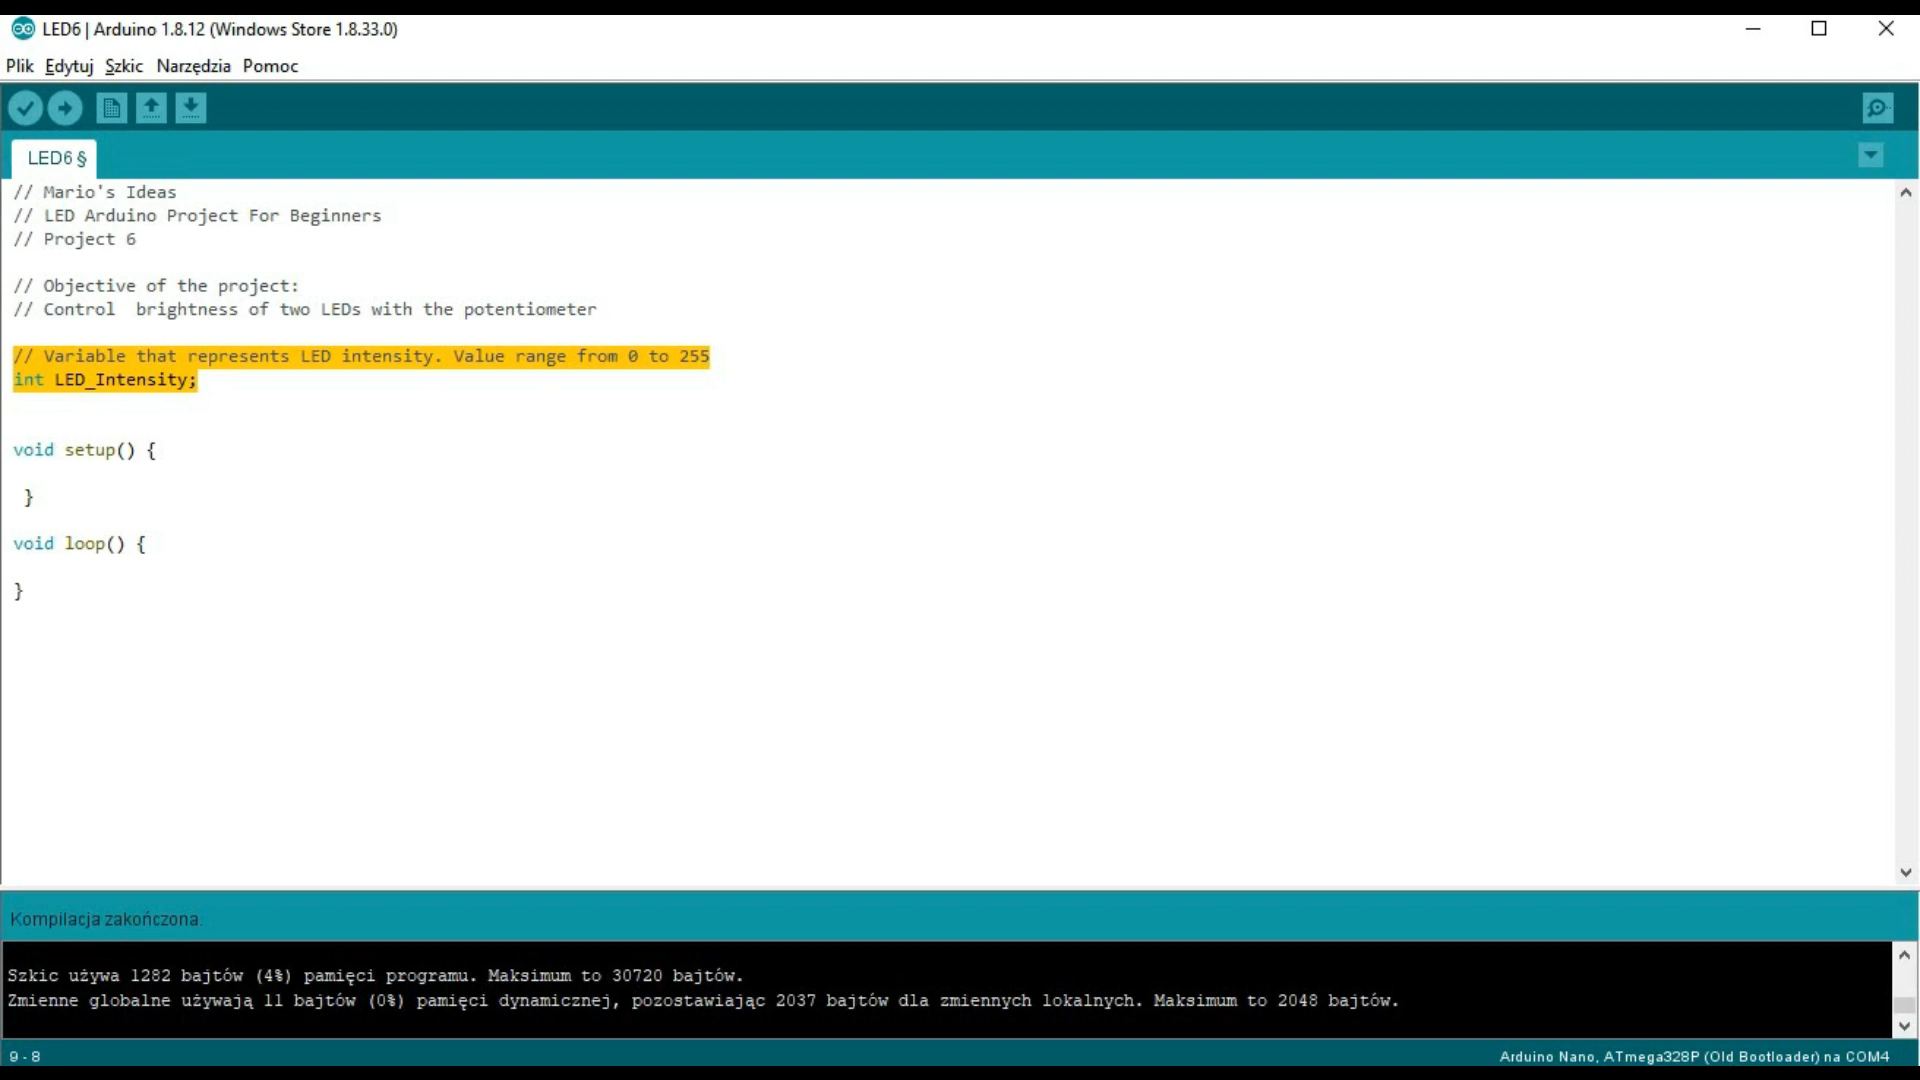 LED6 | Arduino 1.8.12 (Windows Store 1.8.33.0)
Plik Edytuj Szkic Narzędzia Pomoc
LED6 §
// Mario's Ideas
// LED Arduino Project For Beginners
// Project 6
// Objective of the project:
// Control  brightness of two LEDs with the potentiometer
// Variable that represents LED intensity. Value range from 0 to 255
int LED_Intensity;
void setup() {
}
void loop() {
}
Kompilacja zakończona.
Szkic używa 1282 bajtów (4%) pamięci programu. Maksimum to 30720 bajtów.
Zmienne globalne używają 11 bajtów (0%) pamięci dynamicznej, pozostawiając 2037 bajtów dla zmiennych lokalnych. Maksimum to 2048 bajtów.
9 - 8
Arduino Nano, ATmega328P (Old Bootloader) na COM4